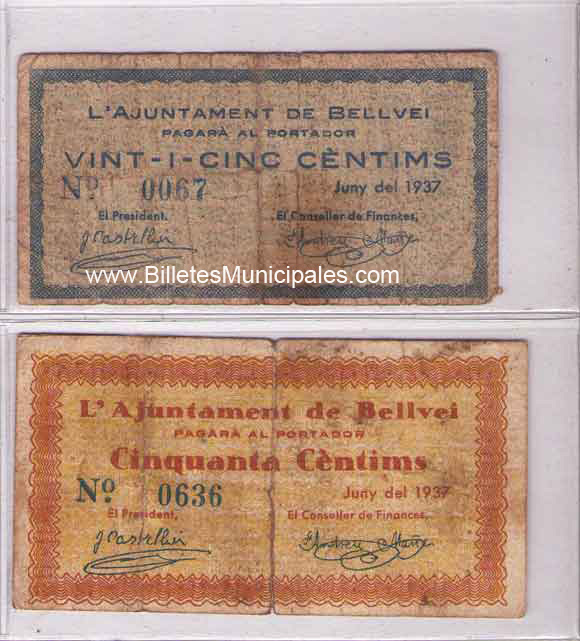 L'AJUNTAMENT DE BELLVEI
PAGARÀ AL PORTADOR
VINT-I-CINC CÈNTIMS
Nº 0067 Juny del 1937
El President, El Conseller de Finances,
www.BilletesMunicipales.com
L'Ajuntament de Bellvei
PAGARÀ AL PORTADOR
Cinquanta Cèntims
Nº 0636 Juny del 1937
El President, El Conseller de Finances,